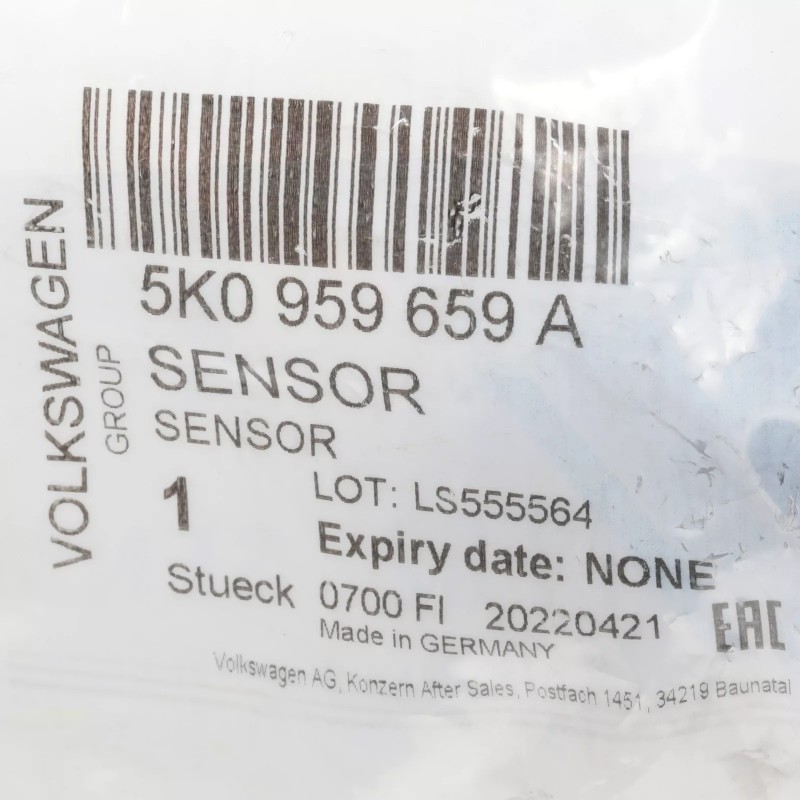 VOLKSWAGEN
GROUP
5K0 959 659 A
SENSOR
SENSOR
1
LOT: LS555564
Expiry date: NONE
Stueck 0700 FI 20220421
Made in GERMANY
EAC
Volkswagen AG, Konzern After Sales, Postfach 1451, 34219 Baunatal